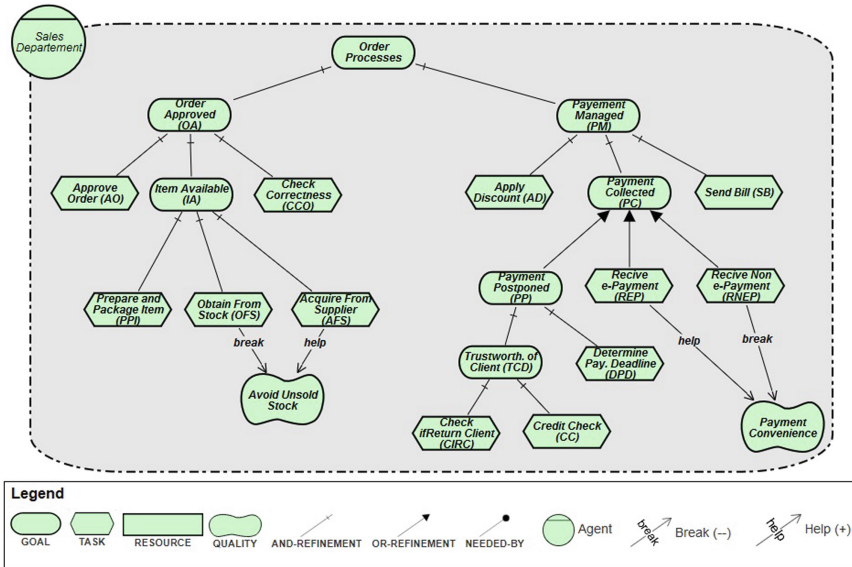 Sales
Departement
Order
Processes
Order
Approved
(OA)
Payement
Managed
(PM)
Approve
Order (AO)
Item Available
(IA)
Check
Correctness
(CCO)
Apply
Discount (AD)
Payment
Collected
(PC)
Send Bill (SB)
Prepare and
Package Item
(PPI)
Obtain From
Stock (OFS)
Acquire From
Supplier
(AFS)
Payment
Postponed
(PP)
Recive
e-Payment
(REP)
Recive Non
e-Payment
(RNEP)
break
help
help
break
Trustworth. of
Client (TCD)
Determine
Pay. Deadline
(DPD)
Avoid Unsold
Stock
Check
ifReturn Client
(CIRC)
Credit Check
(CC)
Payment
Convenience
Legend
GOAL
TASK
RESOURCE
QUALITY
AND-REFINEMENT
OR-REFINEMENT
NEEDED-BY
Agent
break
Break (--)
help
Help (+)